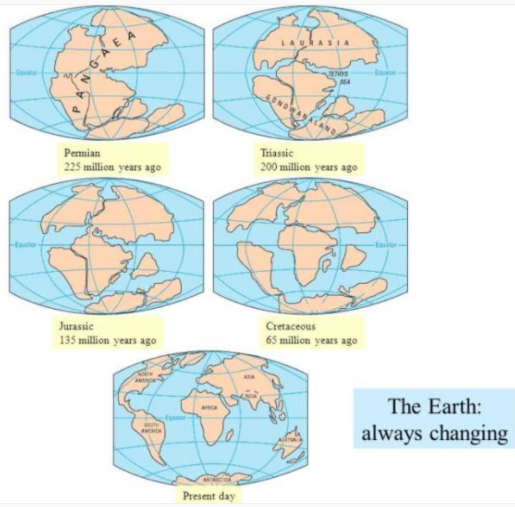 Equator
PANGAEA
Permian
225 million years ago
LAURASIA
TETHYS
SEA
Equator
GONDWANALAND
Triassic
200 million years ago
Equator
Jurassic
135 million years ago
Equator
Cretaceous
65 million years ago
NORTH
AMERICA
ASIA
INDIA
AFRICA
Equator
SOUTH
AMERICA
AUSTRALIA
ANTARCTICA
Present day
The Earth:
always changing